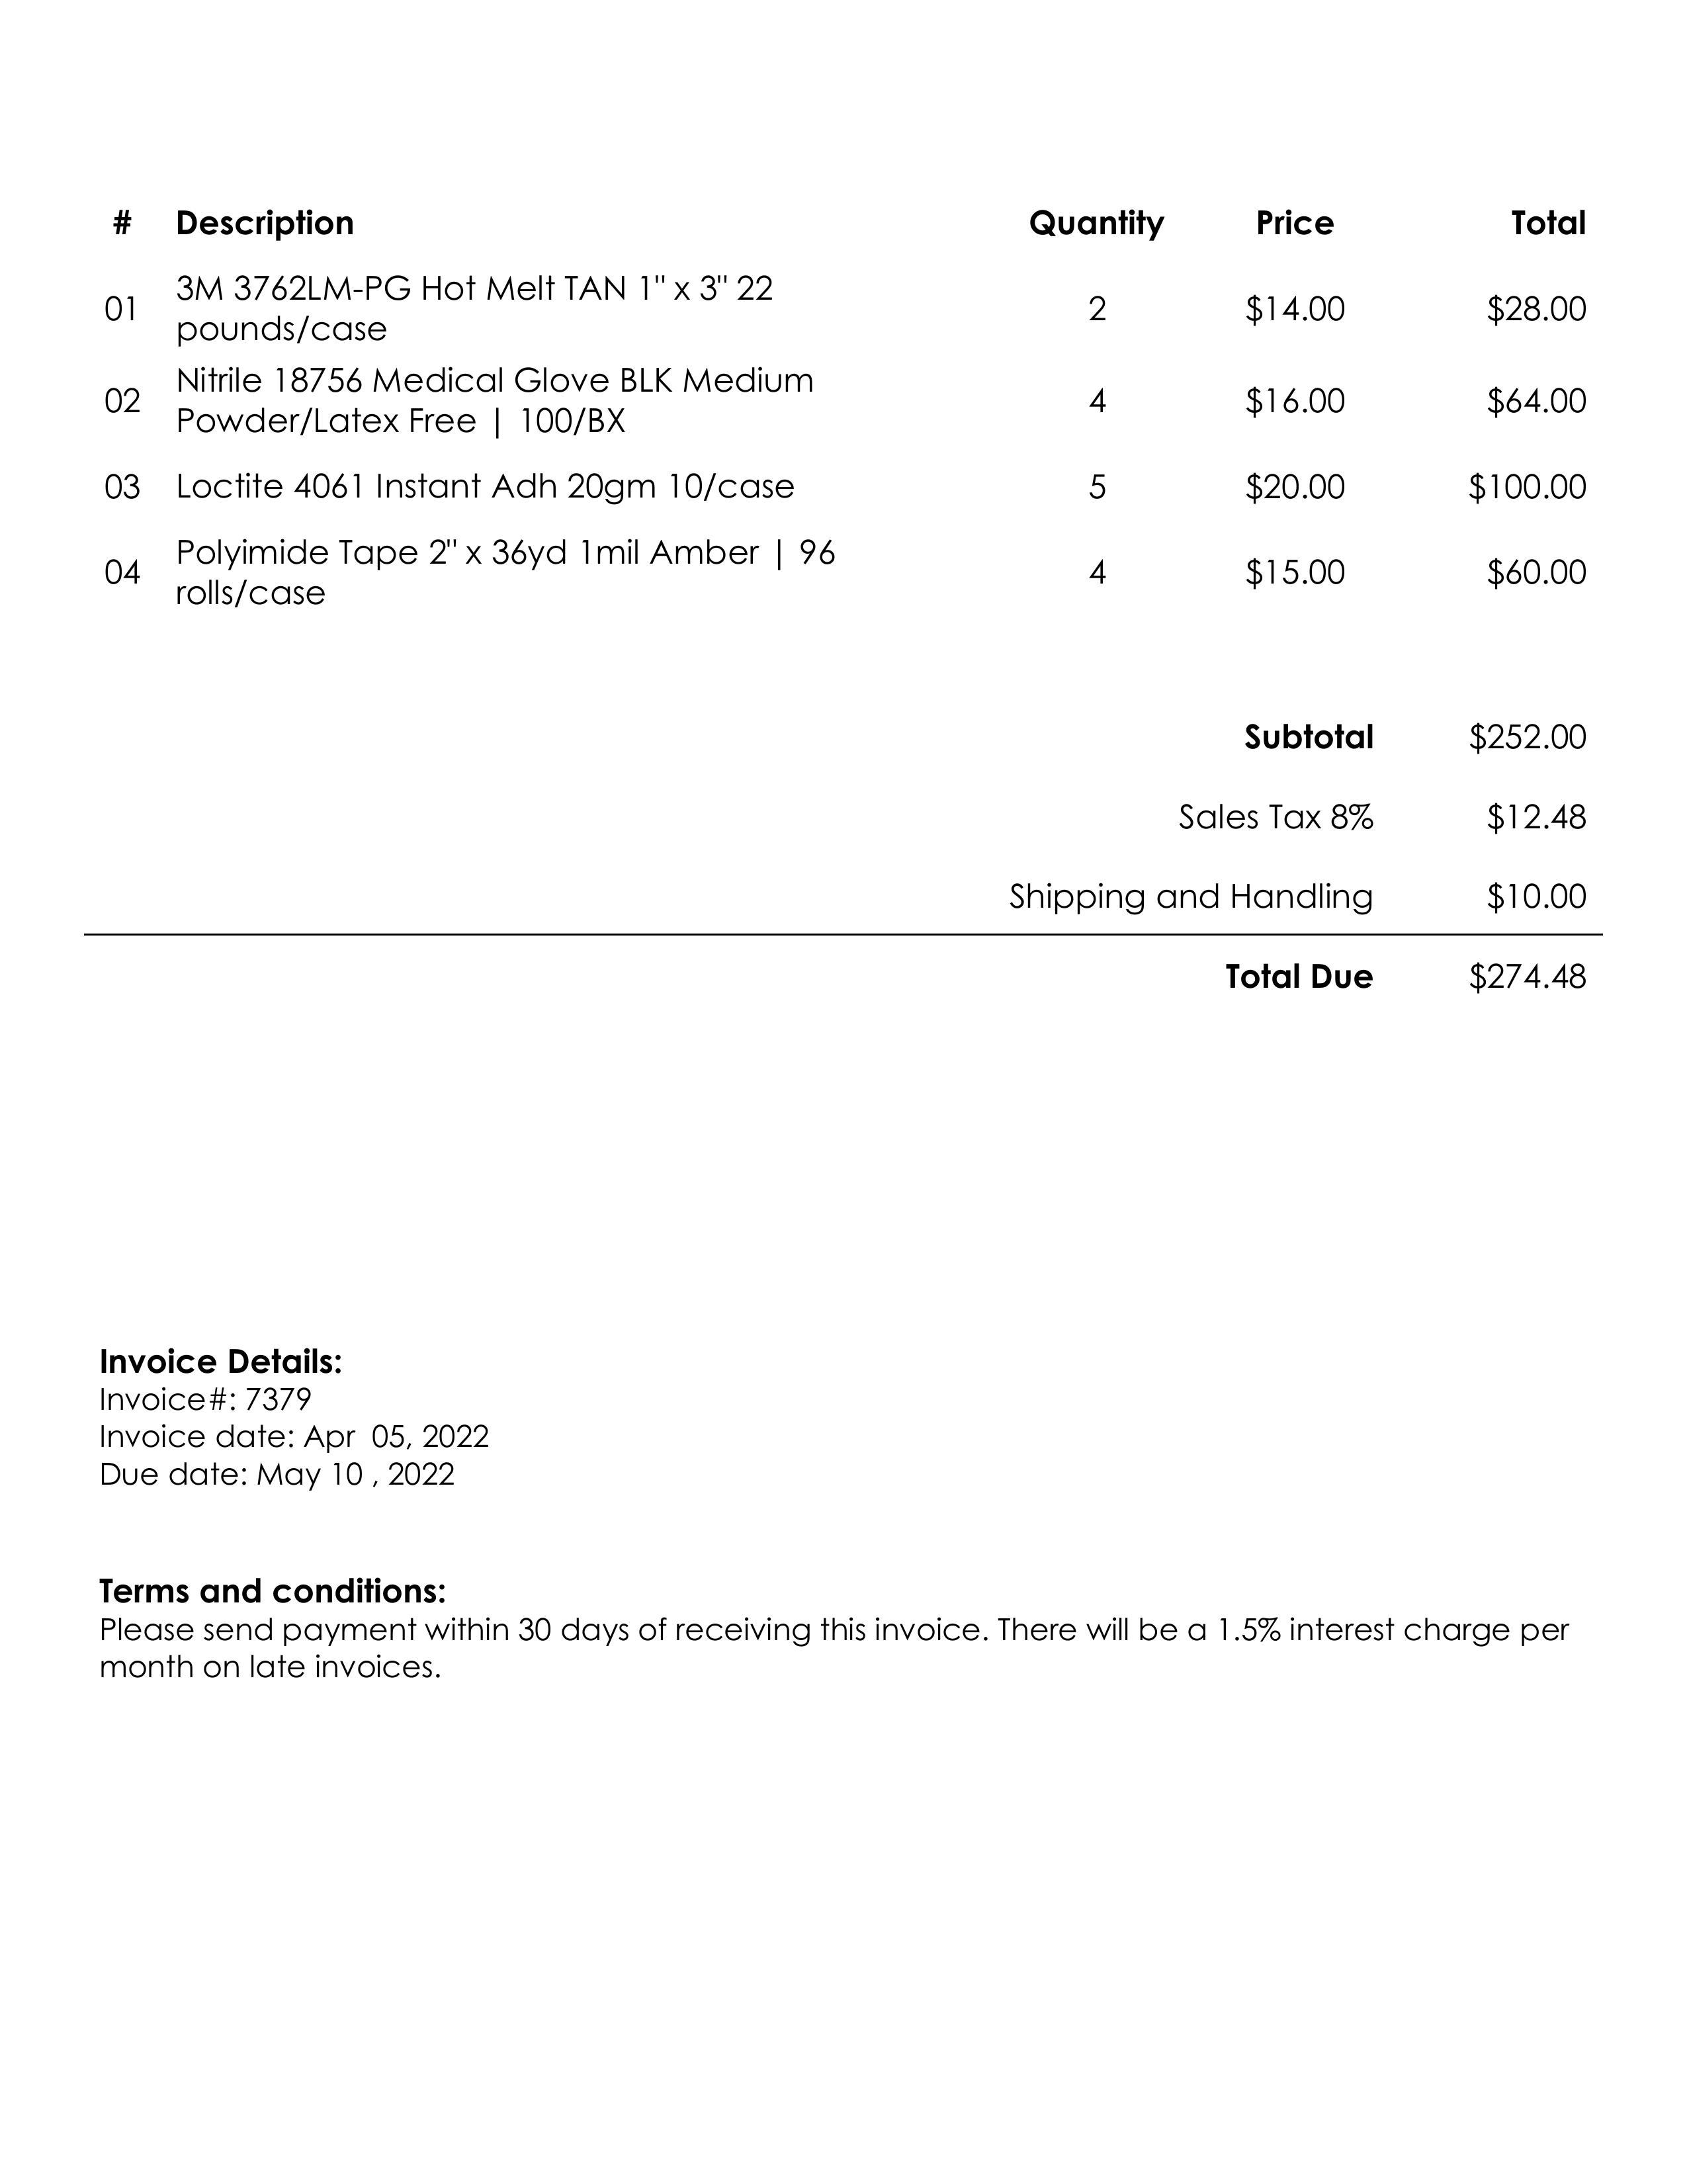 # Description Quantity Price Total
01 3M 3762LM-PG Hot Melt TAN 1" x 3" 22
pounds/case
2 $14.00 $28.00
02 Nitrile 18756 Medical Glove BLK Medium
Powder/Latex Free | 100/BX
4 $16.00 $64.00
03 Loctite 4061 Instant Adh 20gm 10/case 5 $20.00 $100.00
04 Polyimide Tape 2" x 36yd 1mil Amber | 96
rolls/case
4 $15.00 $60.00
Subtotal $252.00
Sales Tax 8% $12.48
Shipping and Handling $10.00
Total Due $274.48
Invoice Details:
Invoice#: 7379
Invoice date: Apr  05, 2022
Due date: May 10 , 2022
Terms and conditions:
Please send payment within 30 days of receiving this invoice. There will be a 1.5% interest charge per
month on late invoices.